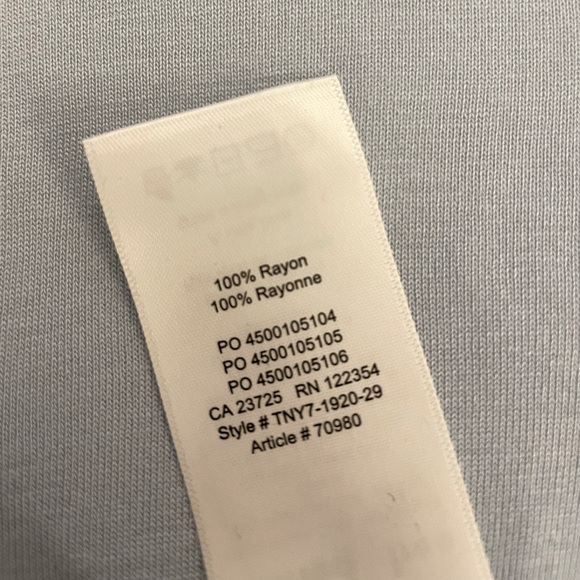 100% Rayon
100% Rayonne
PO 4500105104
PO 4500105105
PO 4500105106
CA 23725 RN 122354
Style # TNY7-1920-29
Article # 70980